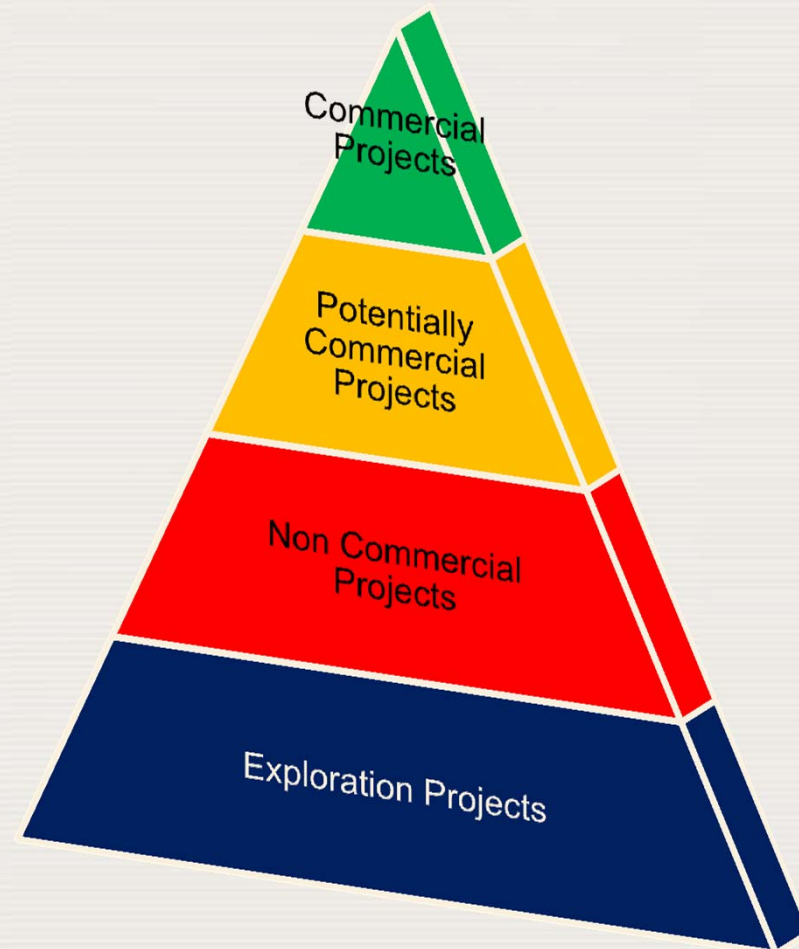 Commercial
Projects
Potentially
Commercial
Projects
Non Commercial
Projects
Exploration Projects